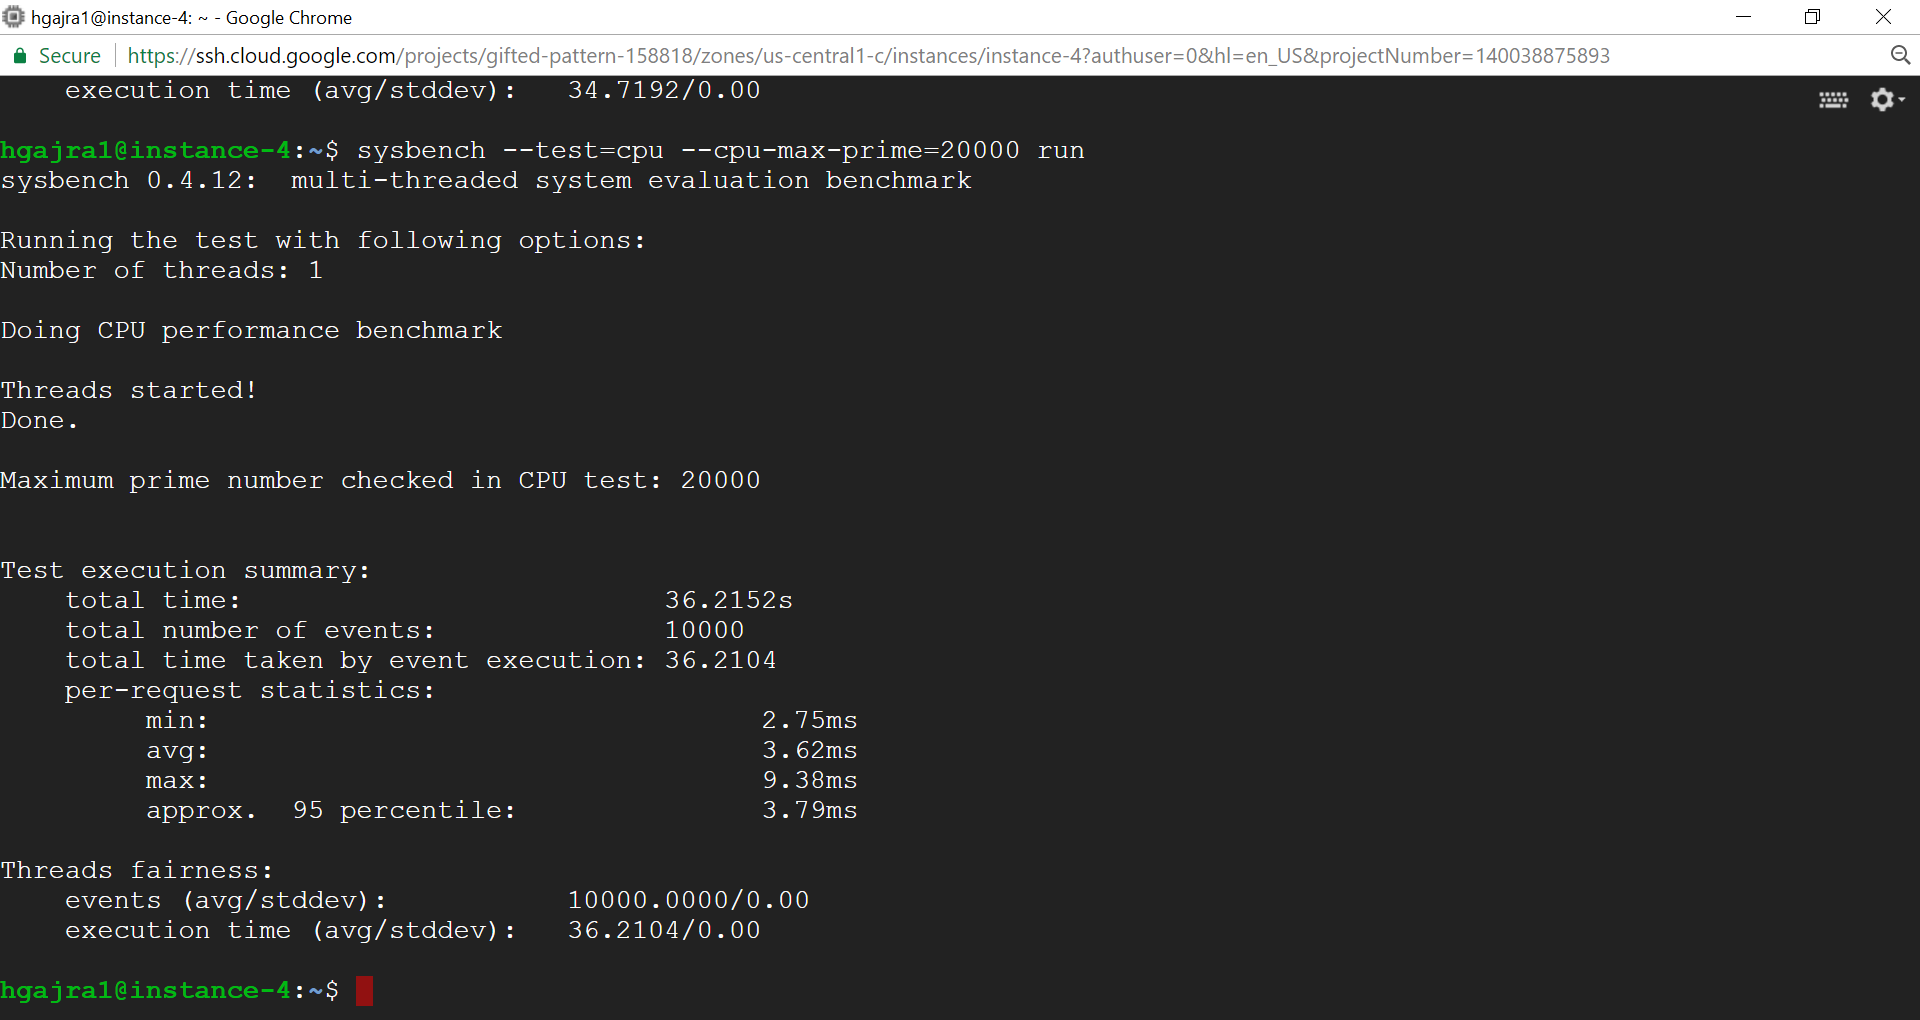 hgajra1@instance-4: ~ - Google Chrome
Secure https://ssh.cloud.google.com/projects/gifted-pattern-158818/zones/us-central1-c/instances/instance-4?authuser=0&hl=en_US&projectNumber=140038875893
execution time (avg/stddev):   34.7192/0.00
hgajra1@instance-4:~$ sysbench --test=cpu --cpu-max-prime=20000 run
sysbench 0.4.12:  multi-threaded system evaluation benchmark
Running the test with following options:
Number of threads: 1
Doing CPU performance benchmark
Threads started!
Done.
Maximum prime number checked in CPU test: 20000
Test execution summary:
total time:                          36.2152s
total number of events:              10000
total time taken by event execution: 36.2104
per-request statistics:
min:                                  2.75ms
avg:                                  3.62ms
max:                                  9.38ms
approx.  95 percentile:               3.79ms
Threads fairness:
events (avg/stddev):           10000.0000/0.00
execution time (avg/stddev):   36.2104/0.00
hgajra1@instance-4:~$